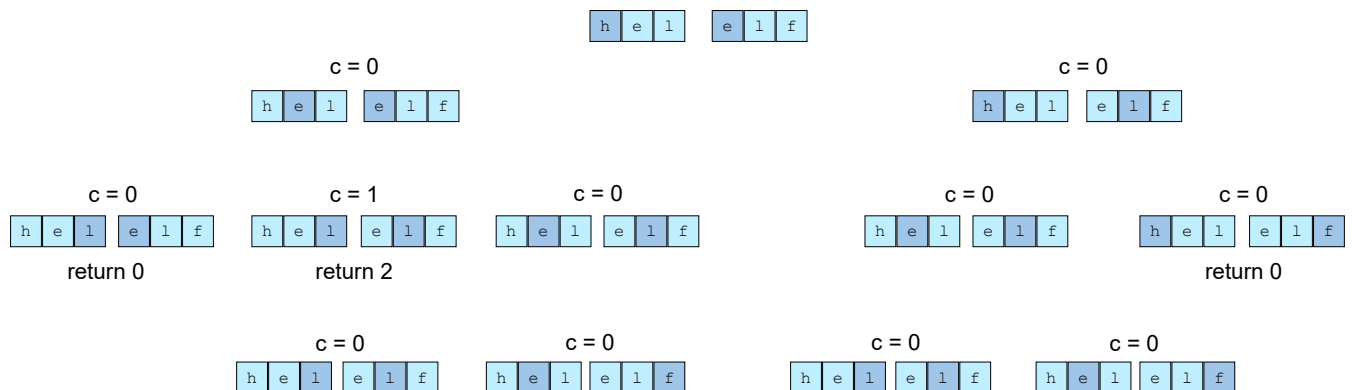 h e l e l f
c = 0 c = 0
h e l e l f h e l e l f
c = 0 c = 1 c = 0 c = 0 c = 0
h e l e l f h e l e l f h e l e l f h e l e l f h e l e l f
return 0 return 2 return 0
c = 0 c = 0 c = 0 c = 0
h e l e l f h e l e l f h e l e l f h e l e l f